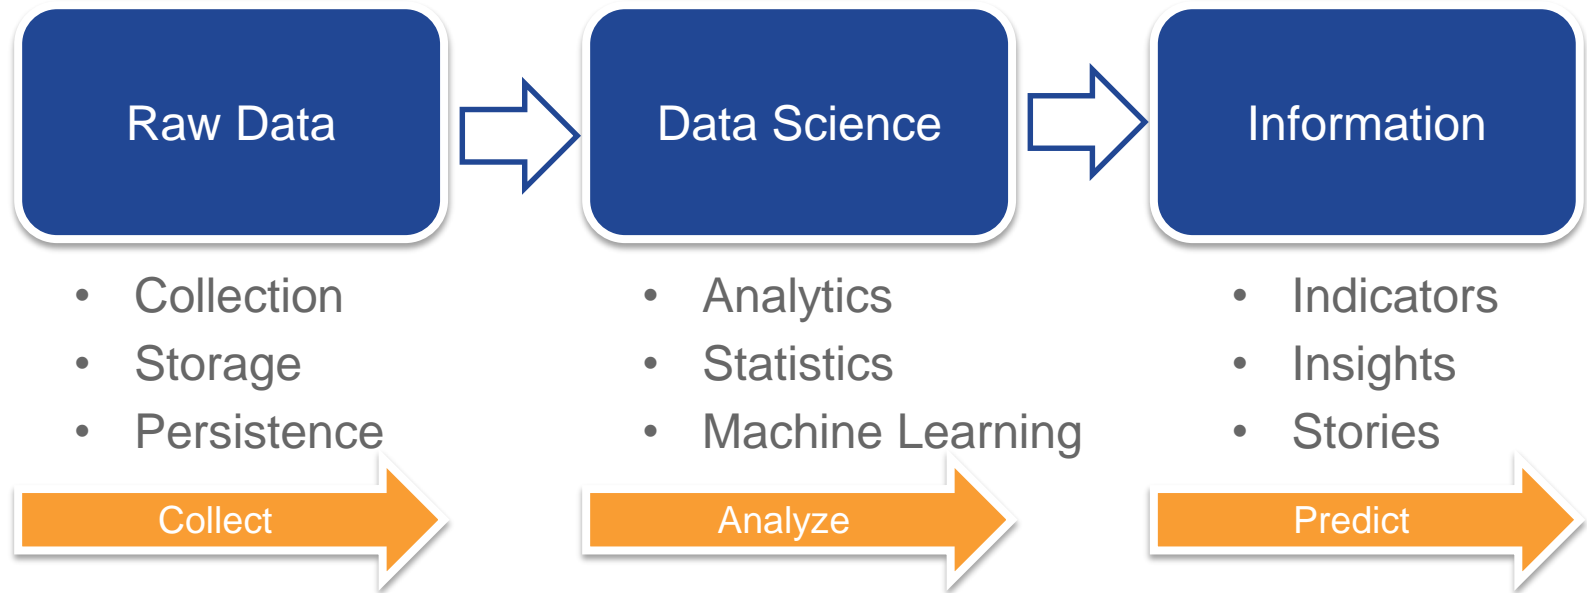 Raw Data
Data Science
Information
• Collection
• Storage
• Persistence
• Analytics
• Statistics
• Machine Learning
• Indicators
• Insights
• Stories
Collect
Analyze
Predict